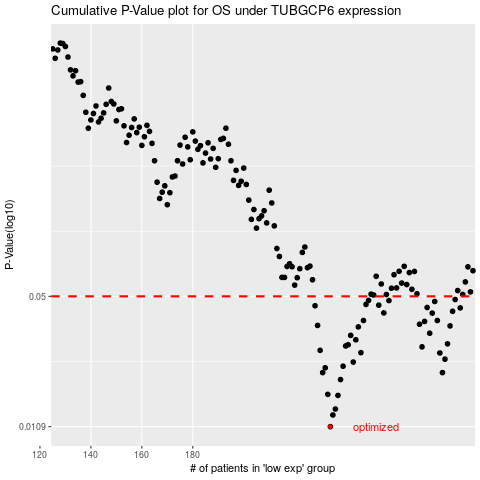 Cumulative P-Value plot for OS under TUBGCP6 expression
P-Value(log10)
0.05
0.0109
optimized
120 140 160 180
# of patients in 'low exp' group